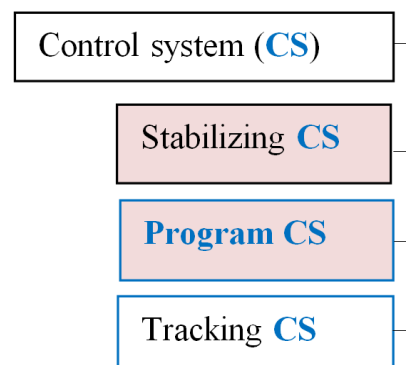 Control system (CS)
Stabilizing CS
Program CS
Tracking CS